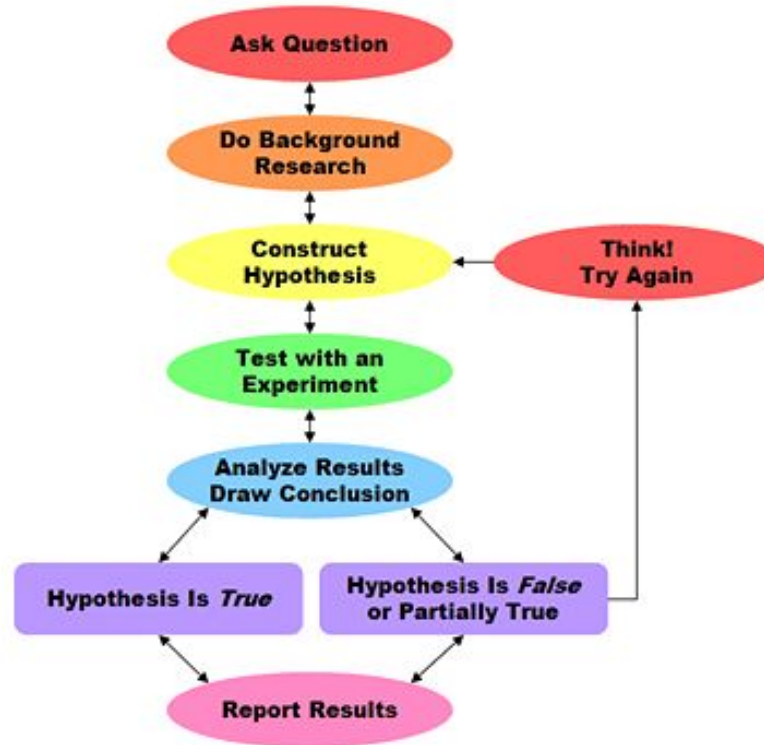 Ask Question
Do Background
Research
Construct
Hypothesis
Think!
Try Again
Test with an
Experiment
Analyze Results
Draw Conclusion
Hypothesis Is True
Hypothesis Is False
or Partially True
Report Results